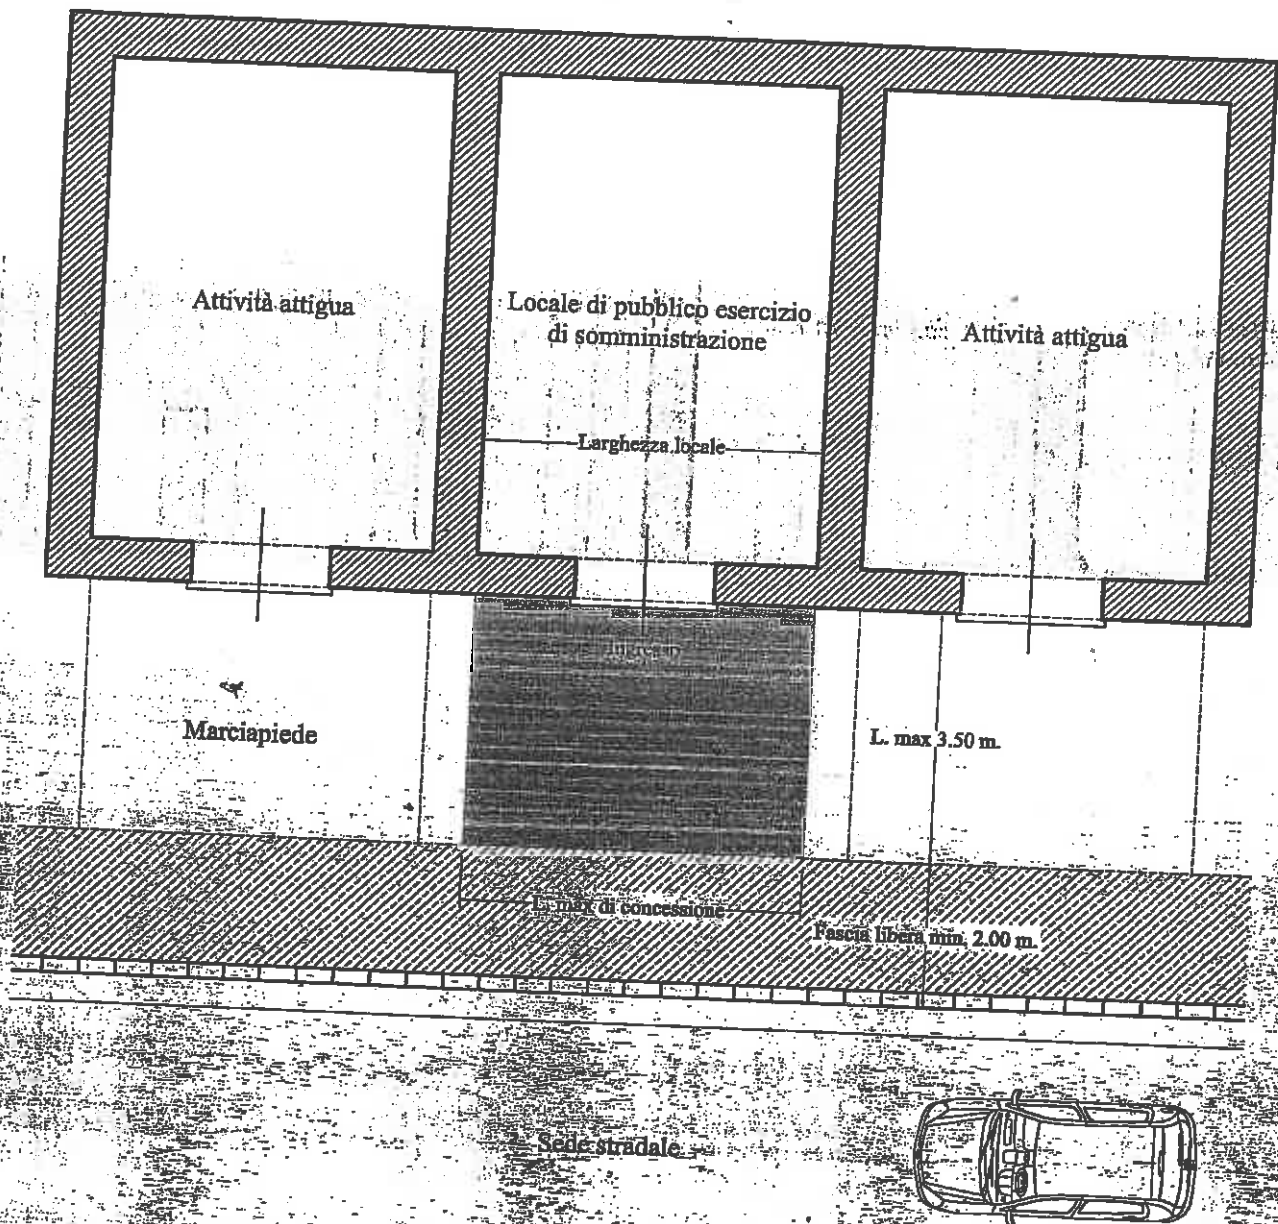 Attività attigua
Locale di pubblico esercizio
di somministrazione
Attività attigua
Larghezza locale
Ingresso
Marciapiede
L. max 3.50 m.
L. max di concessione
Fascia libera min. 2.00 m.
Sede stradale